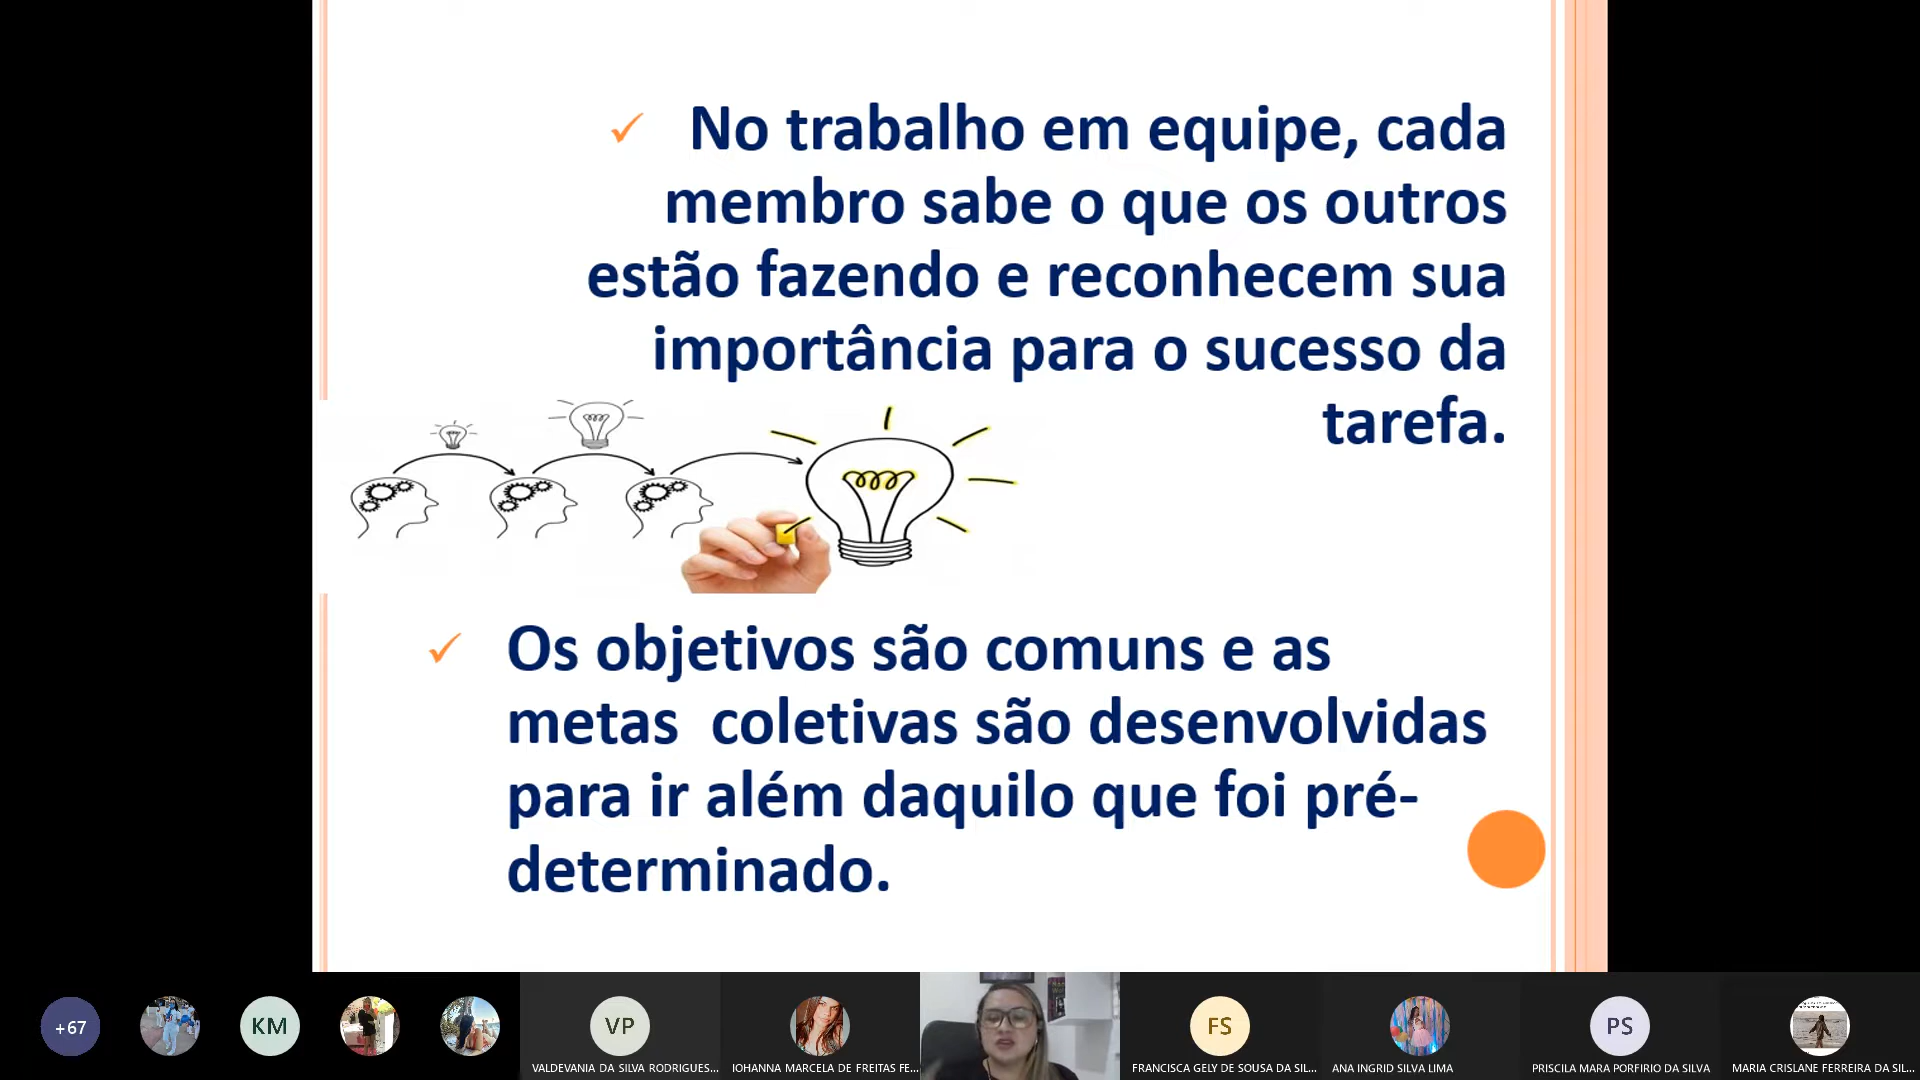 No trabalho em equipe, cada
membro sabe o que os outros
estão fazendo e reconhecem sua
importância para o sucesso da
tarefa.
Os objetivos são comuns e as
metas coletivas são desenvolvidas
para ir além daquilo que foi pré-
determinado.
+67
KM
VP
FS
PS
VALDEVANIA DA SILVA RODRIGUES...
IOHANNA MARCELA DE FREITAS FE...
FRANCISCA GELY DE SOUSA DA SIL...
ANA INGRID SILVA LIMA
PRISCILA MARA PORFIRIO DA SILVA
MARIA CRISLANE FERREIRA DA SIL...